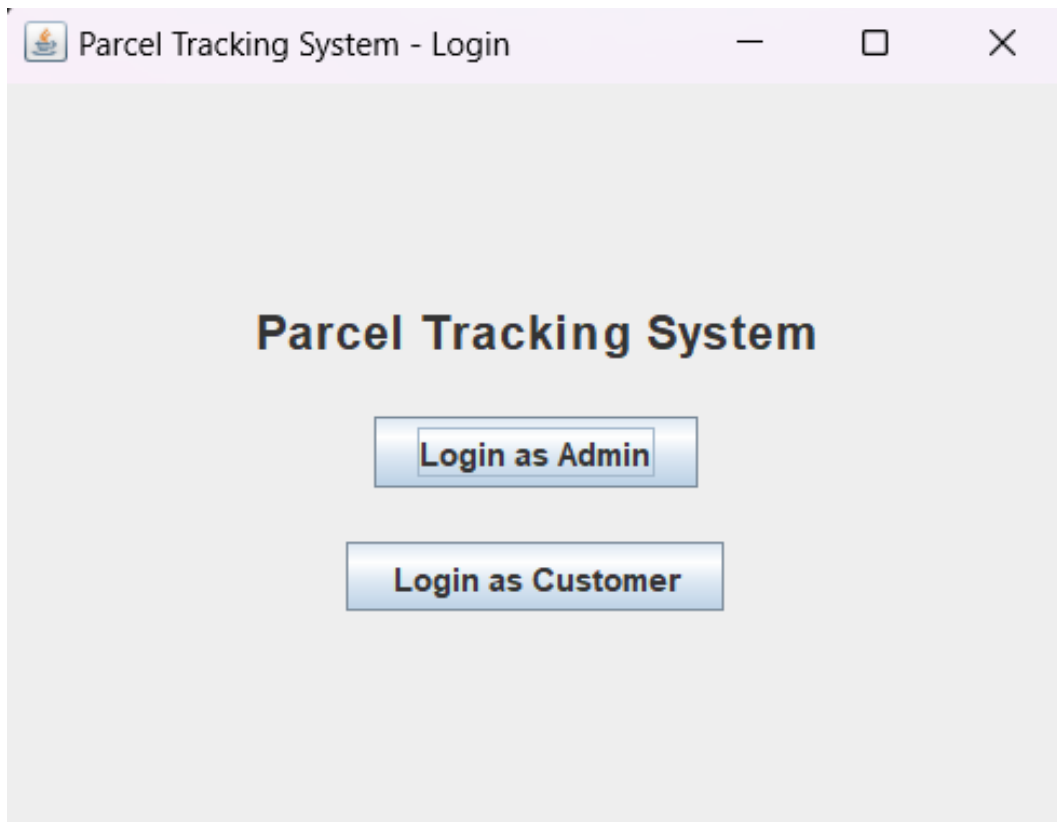 Parcel Tracking System - Login
Parcel Tracking System
Login as Admin
Login as Customer